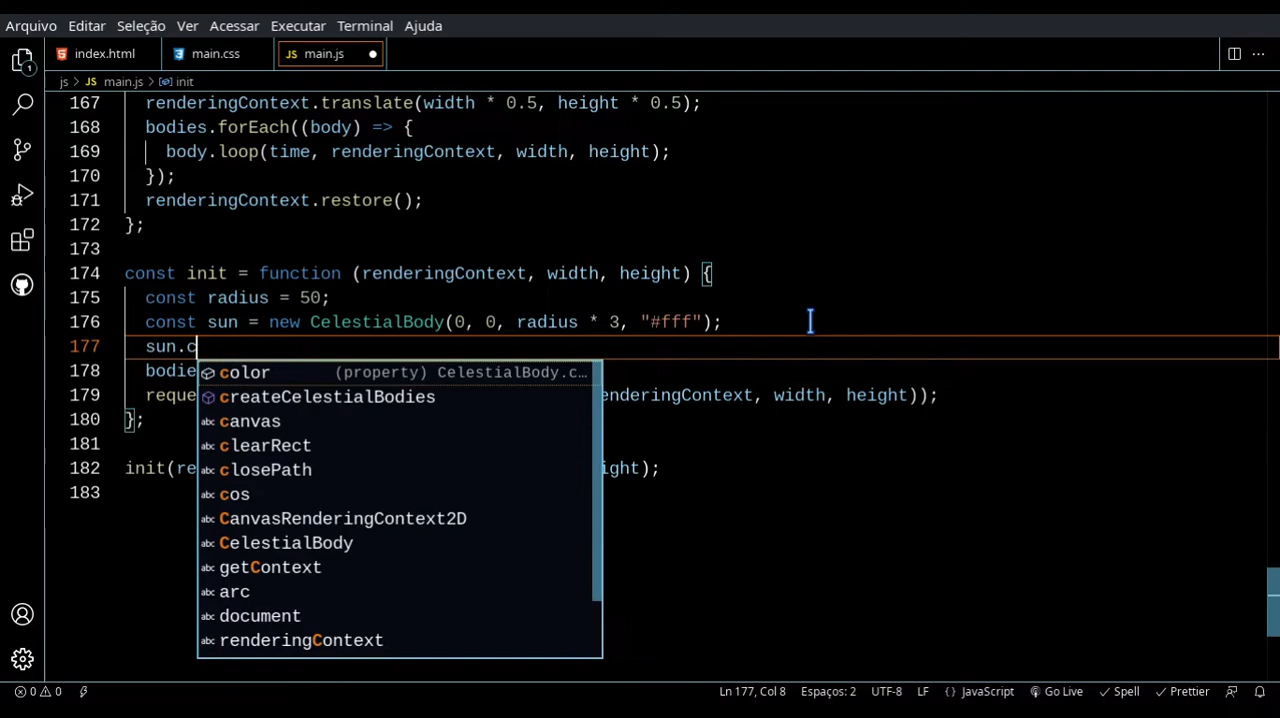 Arquivo Editar Seleção Ver Acessar Executar Terminal Ajuda
index.html main.css JS main.js
js > JS main.js > init
167 renderingContext.translate(width * 0.5, height * 0.5);
168 bodies.forEach((body) => {
169 body.loop(time, renderingContext, width, height);
170 });
171 renderingContext.restore();
172 };
173
174 const init = function (renderingContext, width, height) {
175 const radius = 50;
176 const sun = new CelestialBody(0, 0, radius * 3, "#fff");
177 sun.c
178 bodie
color (property) CelestialBody.c…
179 reque
createCelestialBodies
enderingContext, width, height));
180 };
canvas
181
clearRect
182 init(re
closePath
ight);
183
cos
CanvasRenderingContext2D
CelestialBody
getContext
arc
document
renderingContext
0 0 Ln 177, Col 8 Espaços: 2 UTF-8 LF {} JavaScript Go Live Spell Prettier
1